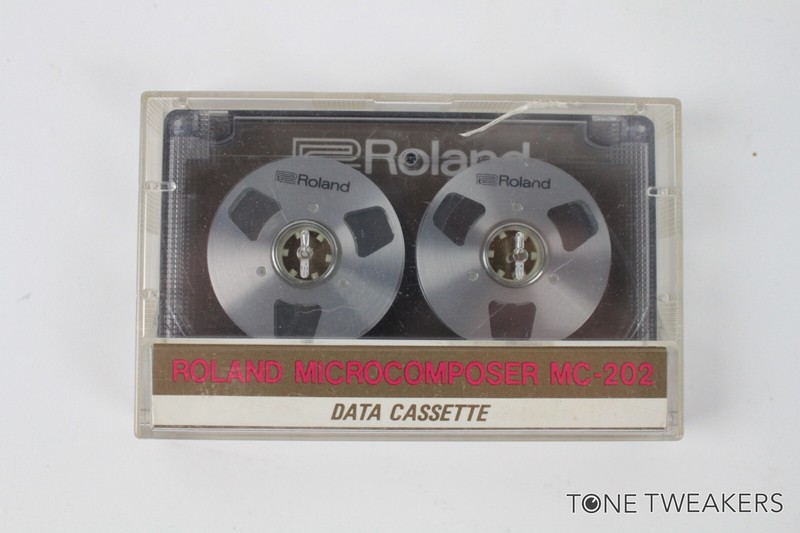 Roland
Roland
Roland
ROLAND MICROCOMPOSER MC-202
DATA CASSETTE
TONE TWEAKERS